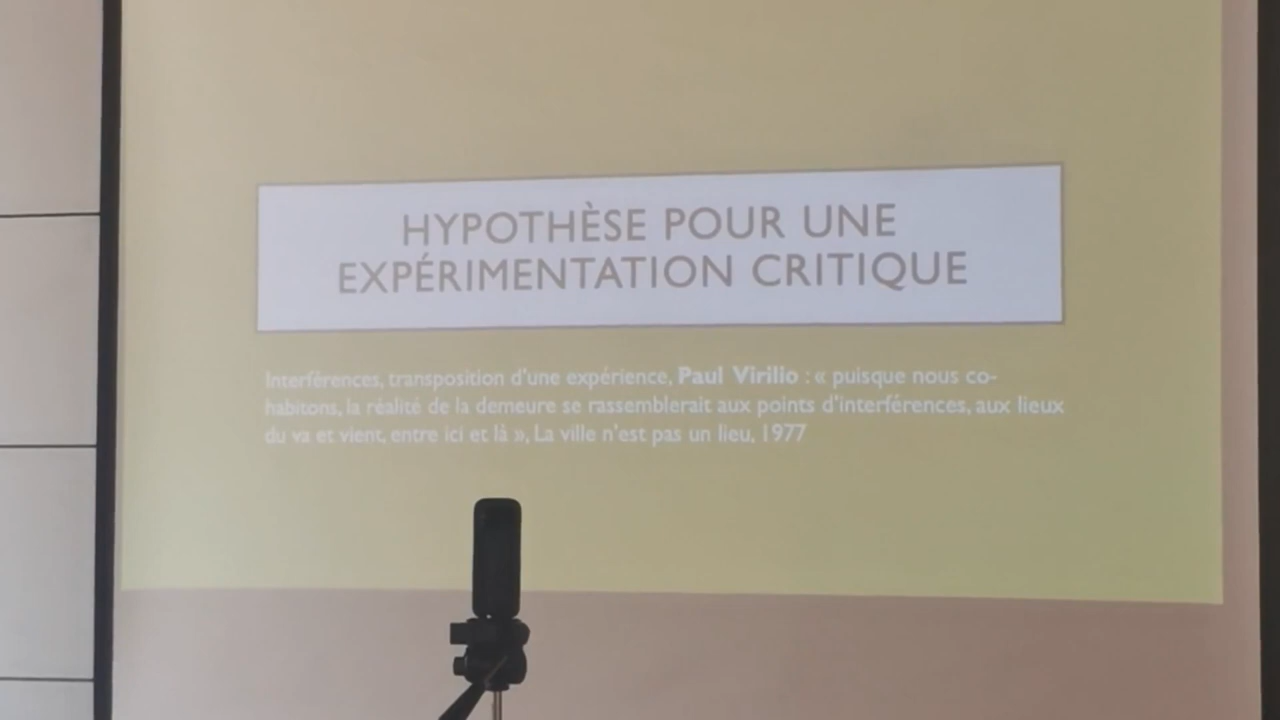 HYPOTHÈSE POUR UNE
EXPÉRIMENTATION CRITIQUE
Interférences, transposition d'une expérience, Paul Virilio : « puisque nous co-
habitons, la réalité de la demeure se rassemblerait aux points d'interférences, aux lieux
du va et vient, entre ici et là », La ville n'est pas un lieu, 1977